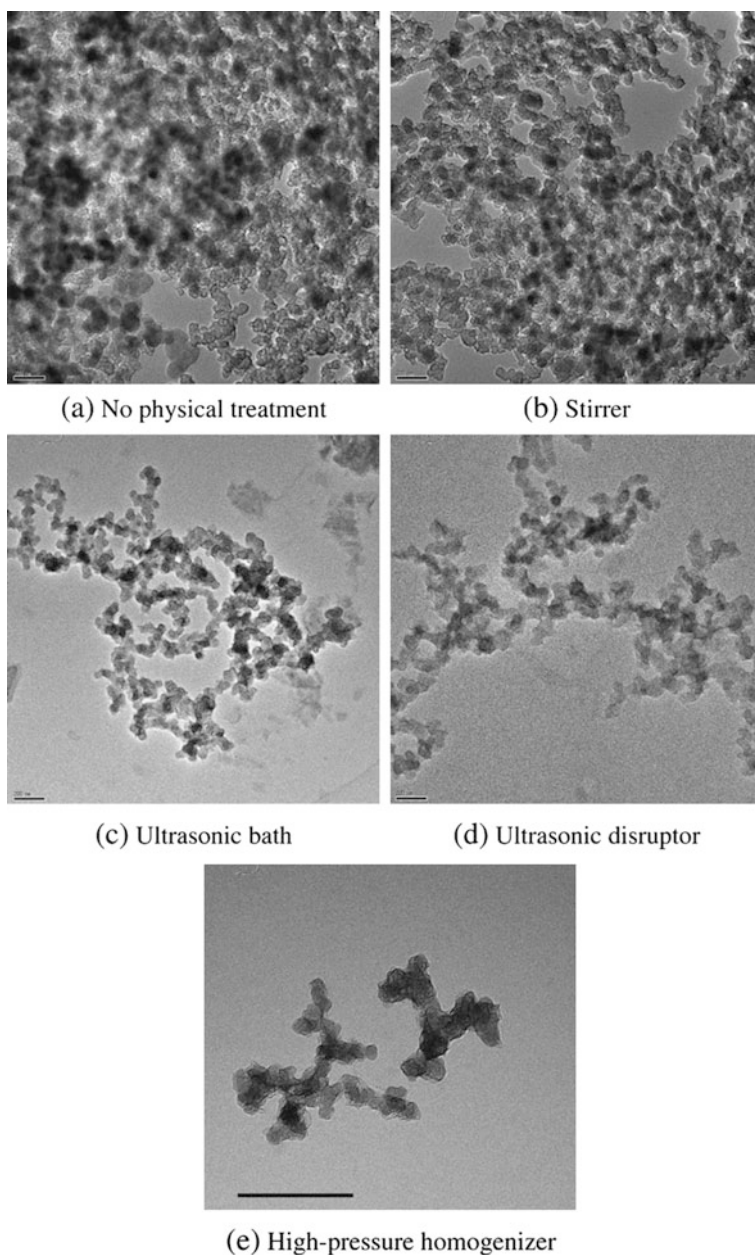 (a) No physical treatment
(b) Stirrer
(c) Ultrasonic bath
(d) Ultrasonic disruptor
(e) High-pressure homogenizer